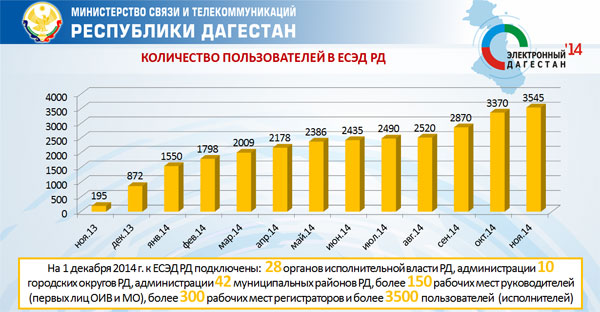 МИНИСТЕРСТВО СВЯЗИ И ТЕЛЕКОММУНИКАЦИЙ
РЕСПУБЛИКИ ДАГЕСТАН
КОЛИЧЕСТВО ПОЛЬЗОВАТЕЛЕЙ В ЕСЭД РД
ЭЛЕКТРОННЫЙ '14
ДАГЕСТАН
4000
3500
3000
2500
2000
1500
1000
500
0
195
872
1550
1798
2009
2178
2386
2435
2490
2520
2870
3370
3545
ноя.13
дек.13
янв.14
фев.14
мар.14
апр.14
май.14
июн.14
июл.14
авг.14
сен.14
окт.14
ноя.14
На 1 декабря 2014 г. к ЕСЭД РД подключены: 28 органов исполнительной власти РД, администрации 10
городских округов РД, администрации 42 муниципальных районов РД, более 150 рабочих мест руководителей
(первых лиц ОИВ и МО), более 300 рабочих мест регистраторов и более 3500 пользователей (исполнителей)